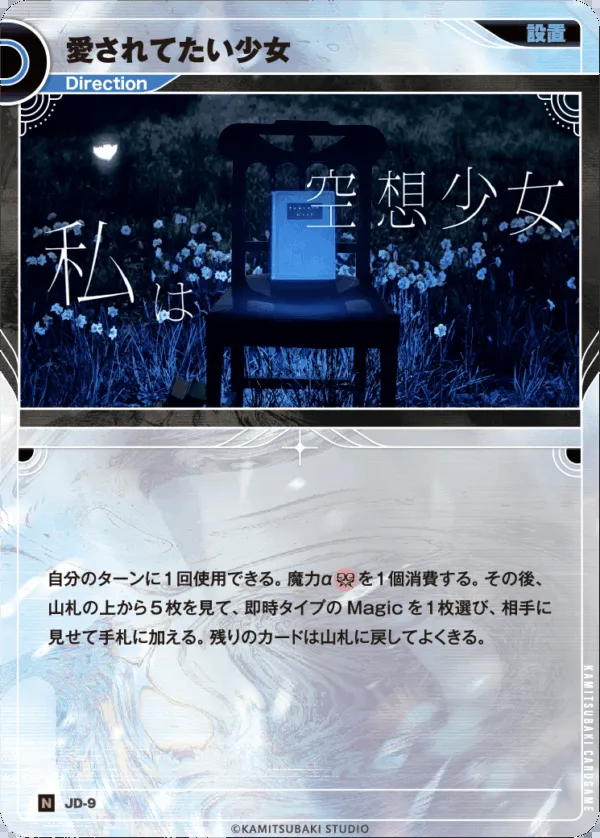 設置
愛されてたい少女
Direction
空想少女
私は
自分のターンに1回使用できる。魔力αを1個消費する。その後、
山札の上から5枚を見て、即時タイプの Magic を1枚選び、相手に
見せて手札に加える。残りのカードは山札に戻してよくきる。
KAMITSUBAKI CARDGAME
N JD-9
©KAMITSUBAKI STUDIO